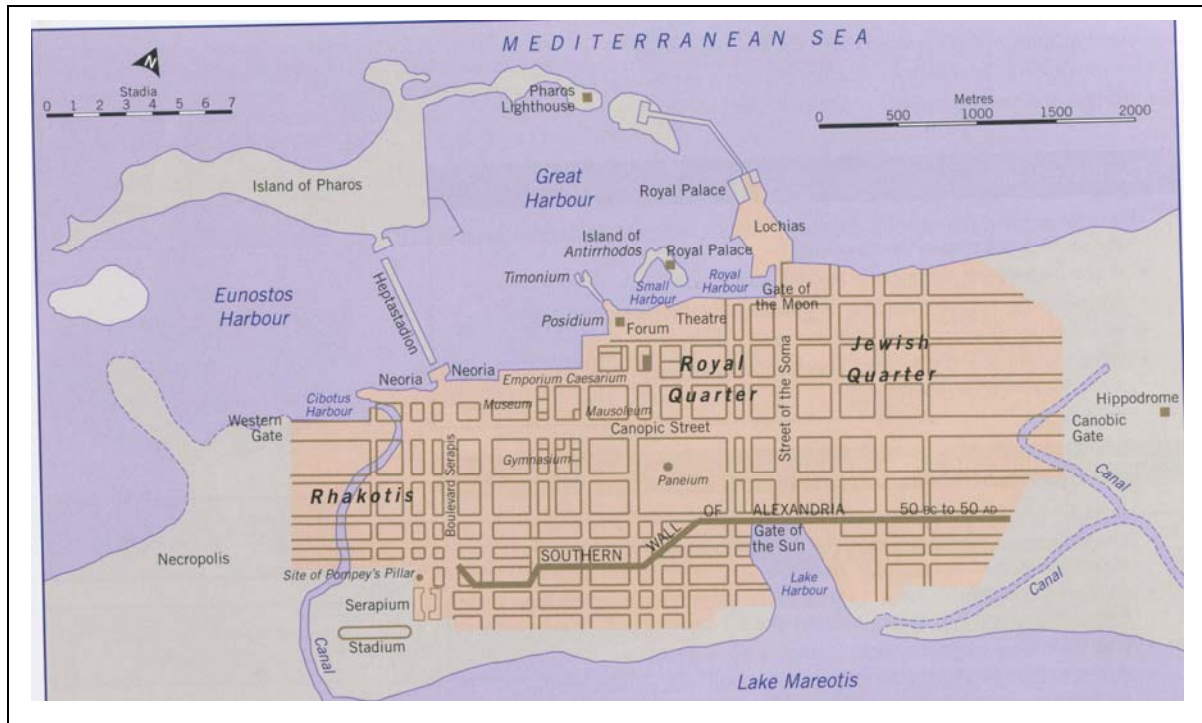 MEDITERRANEAN SEA
N
Stadia
0 1 2 3 4 5 6 7
Pharos
Lighthouse
Metres
0 500 1000 1500 2000
Island of Pharos
Great
Harbour
Royal Palace
Lochias
Island of
Antirrhodos
Royal Palace
Timonium
Small
Harbour
Royal
Harbour
Gate of
the Moon
Eunostos
Harbour
Heptastadion
Posidium
Forum
Theatre
Royal
Quarter
Jewish
Quarter
Neoria
Neoria
Emporium Caesarium
Cibotus
Harbour
Museum
Mausoleum
Western
Gate
Canopic Street
Street of the Soma
Hippodrome
Canobic
Gate
Boulevard Serapis
Gymnasium
Paneium
Rhakotis
Canal
SOUTHERN WALL OF ALEXANDRIA 50 BC to 50 AD
Gate of
the Sun
Necropolis
Site of Pompey's Pillar
Lake
Harbour
Canal
Serapium
Stadium
Canal
Lake Mareotis